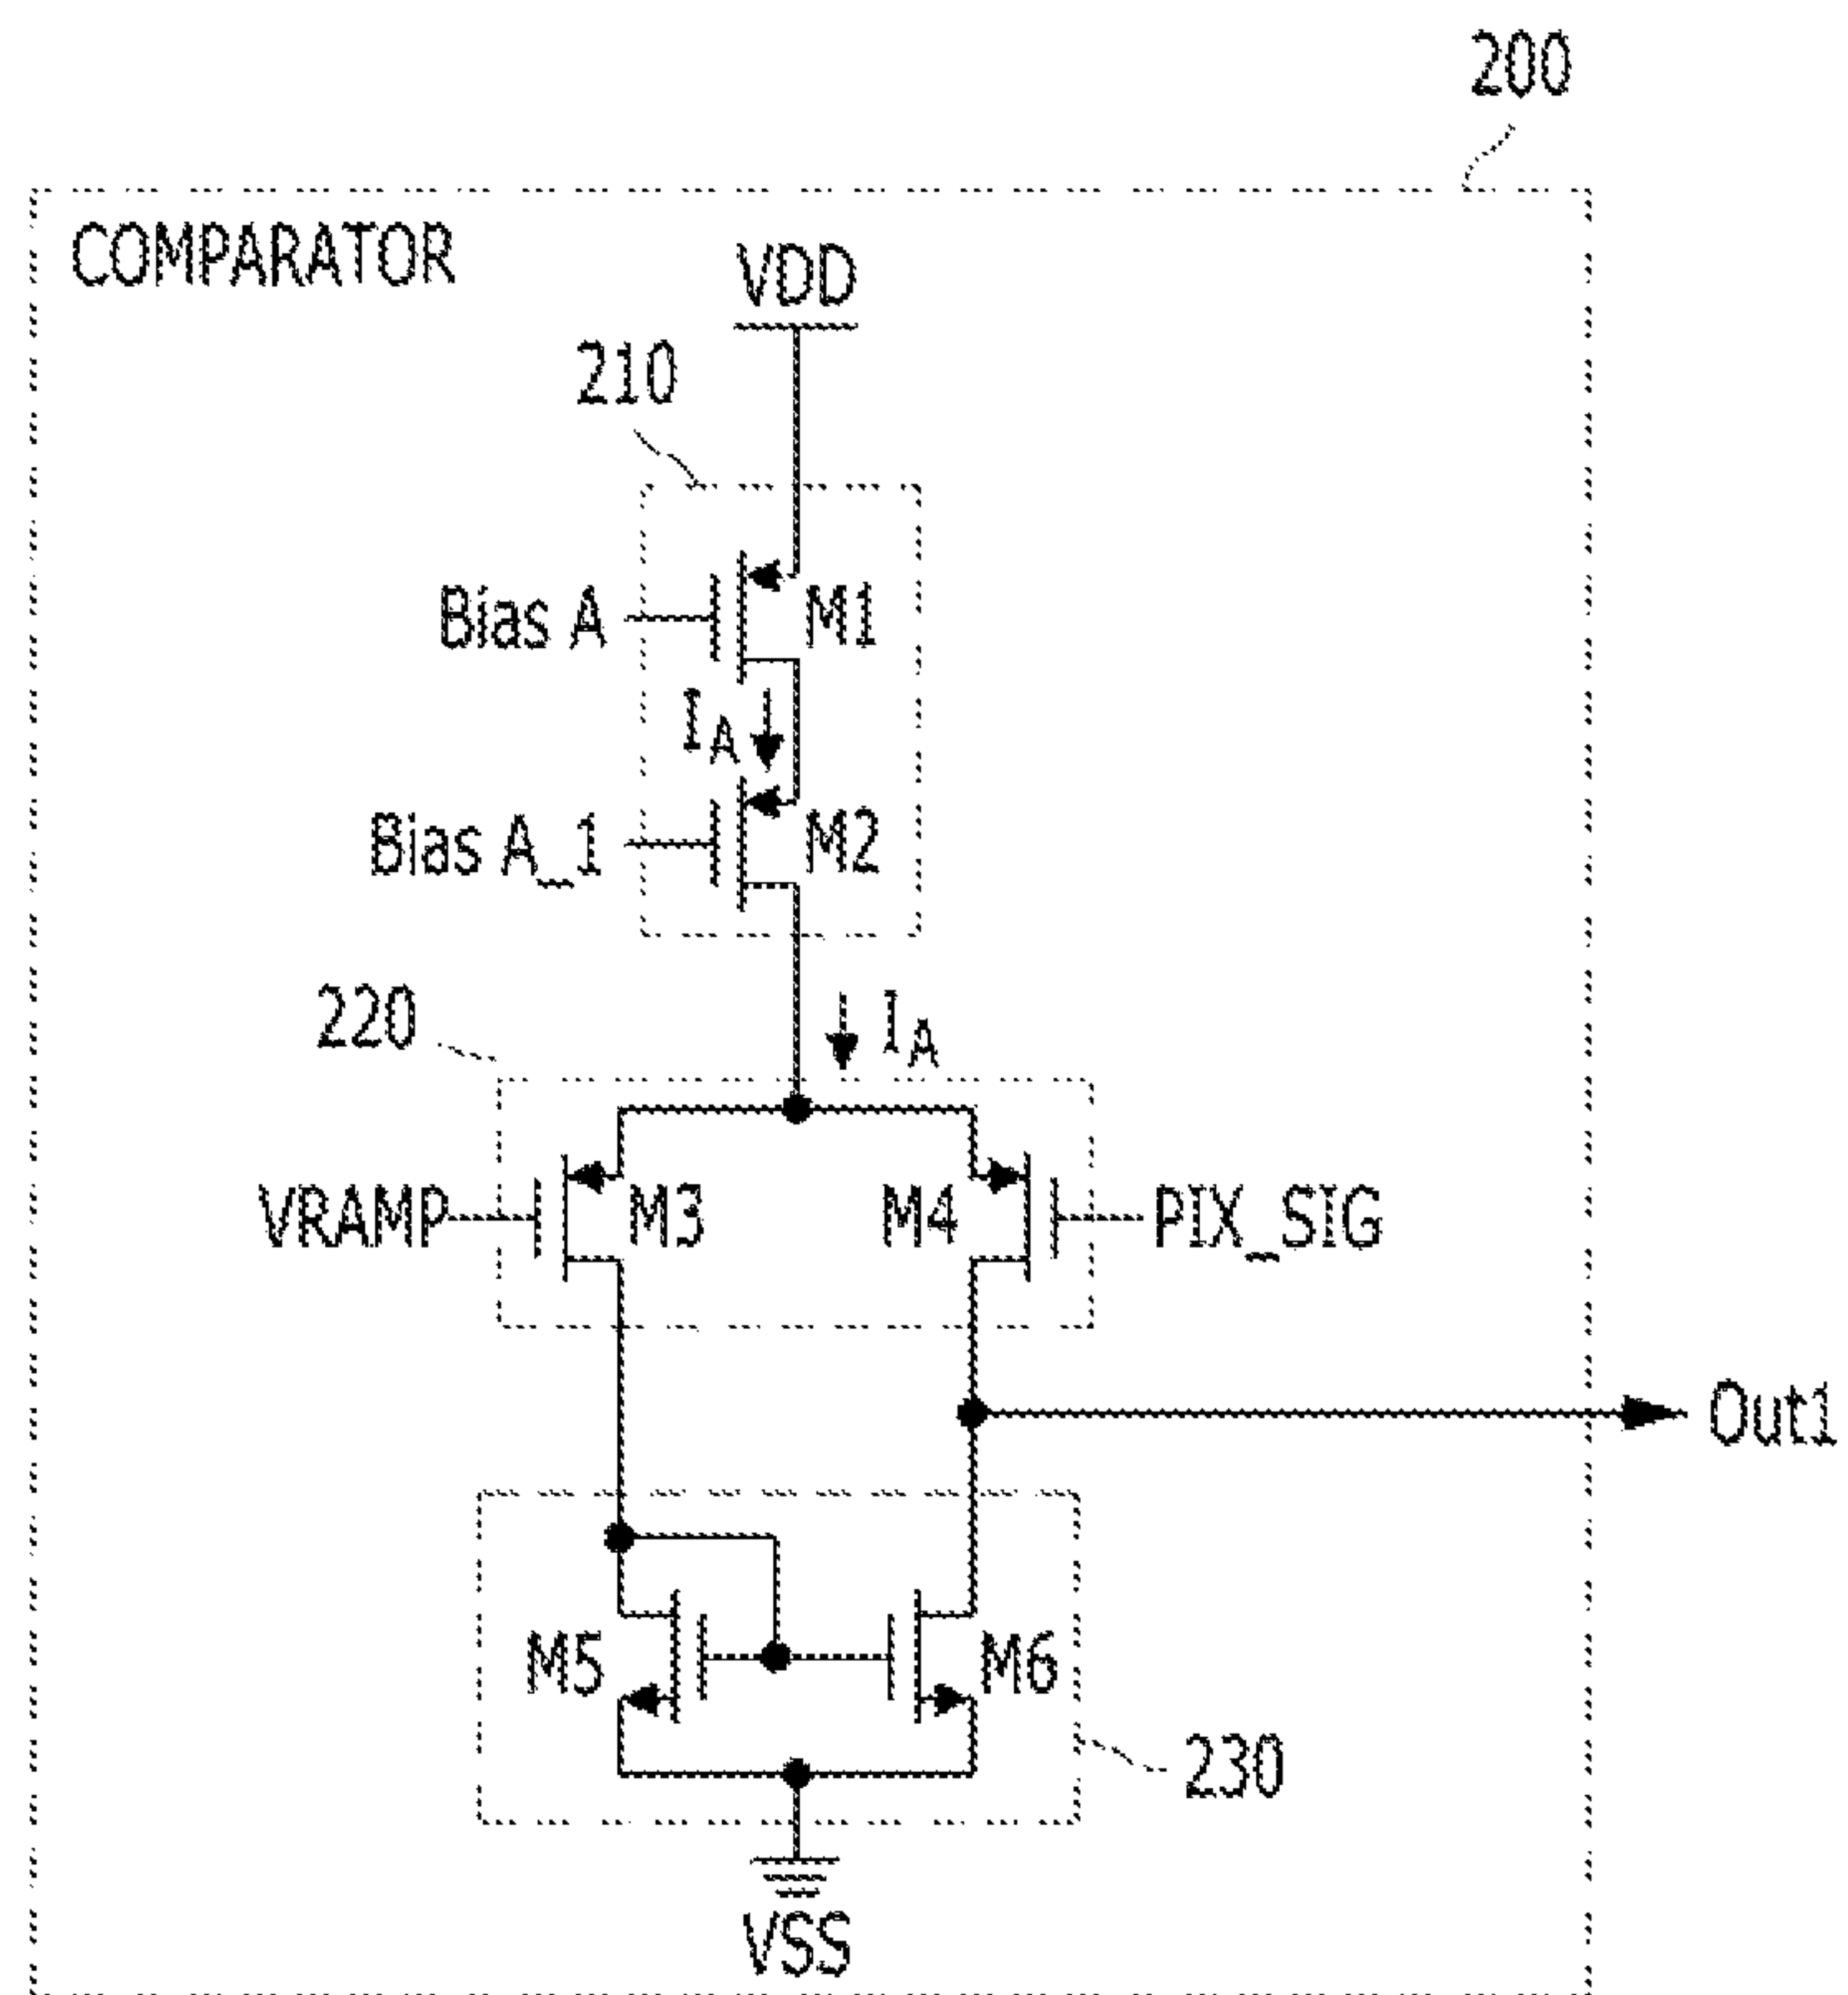 200
COMPARATOR
VDD
210
Bias A
M1
IA
Bias A_1
M2
220
IA
VRAMP
M3
M4
PIX_SIG
Out1
M5
M6
230
VSS